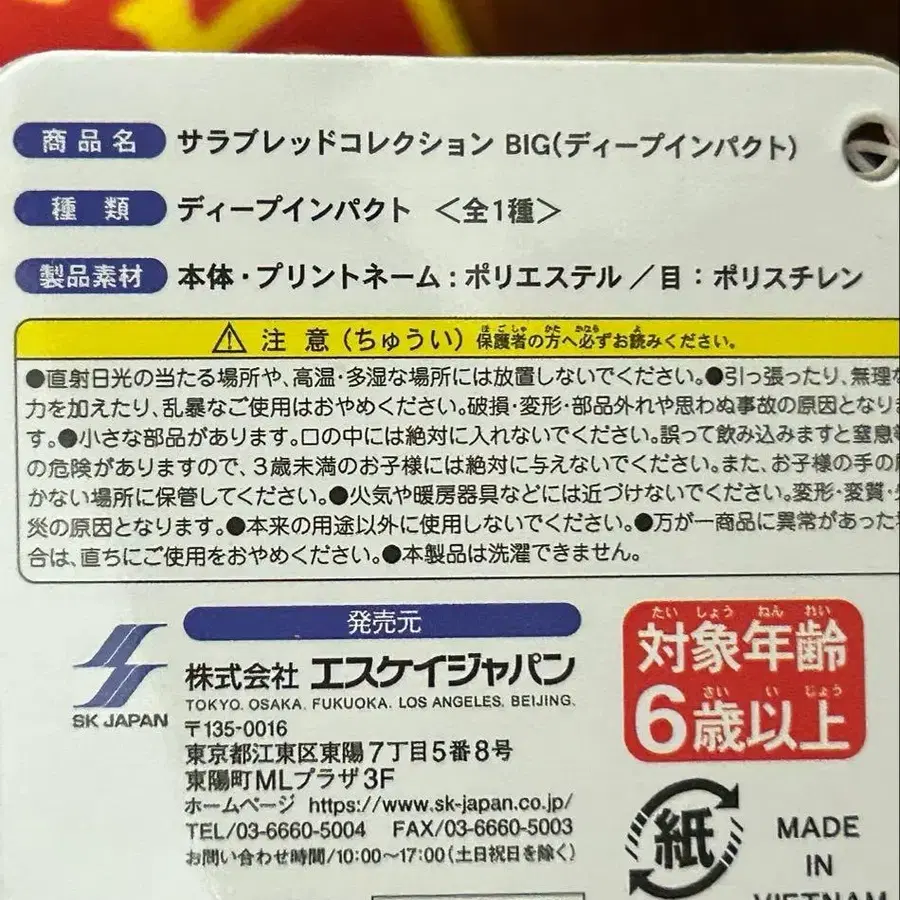 商品名 サラブレッドコレクション BIG(ディープインパクト)
種類 ディープインパクト ＜全1種＞
製品素材 本体・プリントネーム：ポリエステル／目：ポリスチレン
注意（ちゅうい）保護者の方へ必ずお読みください。
●直射日光の当たる場所や、高温・多湿な場所には放置しないでください。●引っ張ったり、無理な
力を加えたり、乱暴なご使用はおやめください。破損・変形・部品外れや思わぬ事故の原因となりま
す。●小さな部品があります。口の中には絶対に入れないでください。誤って飲み込みますと窒息
の危険がありますので、3歳未満のお子様には絶対に与えないでください。また、お子様の手の
かない場所に保管してください。●火気や暖房器具などには近づけないでください。変形・変質・
災の原因となります。●本来の用途以外に使用しないでください。●万が一商品に異常があった
合は、直ちにご使用をおやめください。●本製品は洗濯できません。
発売元
SK JAPAN
株式会社 エスケイジャパン
TOKYO. OSAKA. FUKUOKA. LOS ANGELES. BEIJING.
〒135-0016
東京都江東区東陽7丁目5番8号
東陽町MLプラザ3F
ホームページ https://www.sk-japan.co.jp/
TEL/03-6660-5004 FAX/03-6660-5003
お問い合わせ時間/10:00〜17:00(土日祝日を除く)
たいしょうねんれい
対象年齢
さいいじょう
6歳以上
紙
MADE
IN
VIETNAM